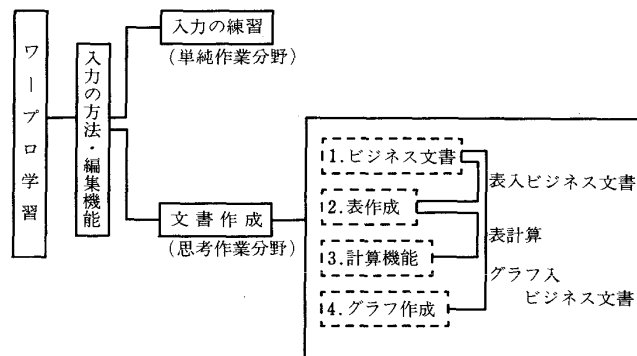 ワープロ学習
入力の方法・編集機能
入力の練習
(単純作業分野)
文書作成
(思考作業分野)
1.ビジネス文書
2.表作成
3.計算機能
4.グラフ作成
表入ビジネス文書
表計算
グラフ入
ビジネス文書